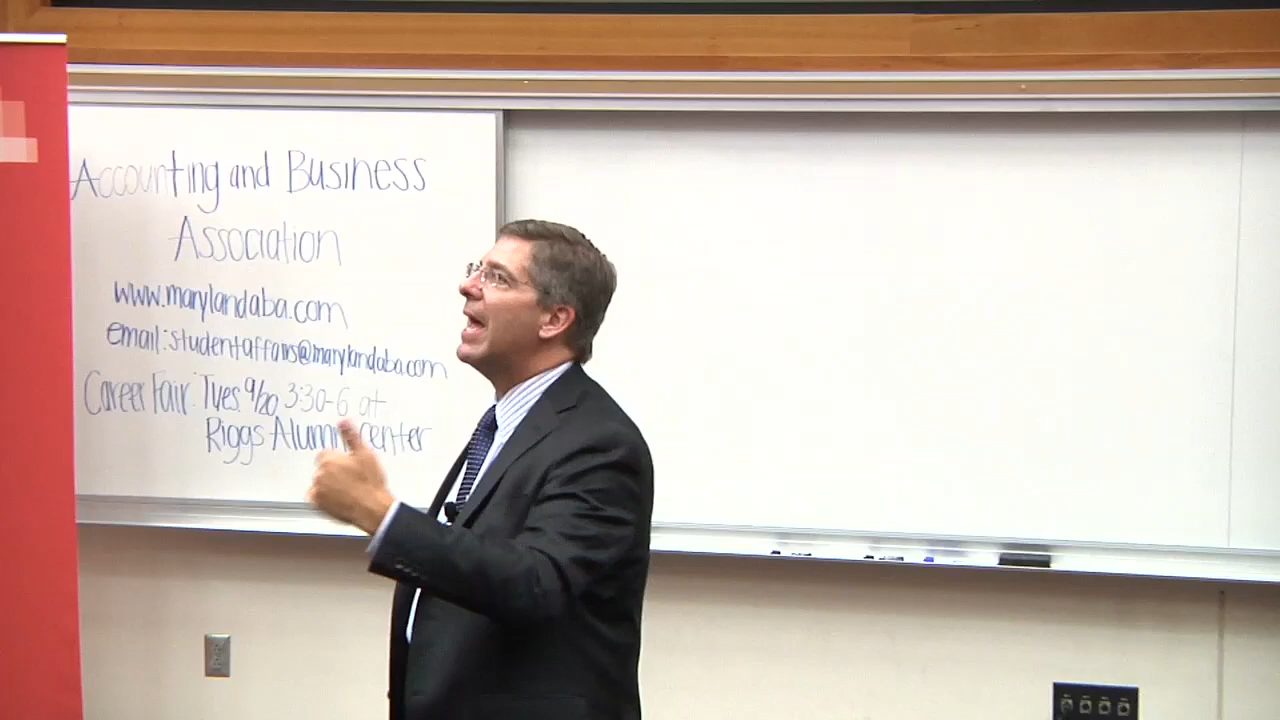 Accounting and Business
Association
www.marylandaba.com
email: studentaffairs@marylandaba.com
Career Fair: Tues. 9/20 3:30-6 at
Riggs Alumni Center